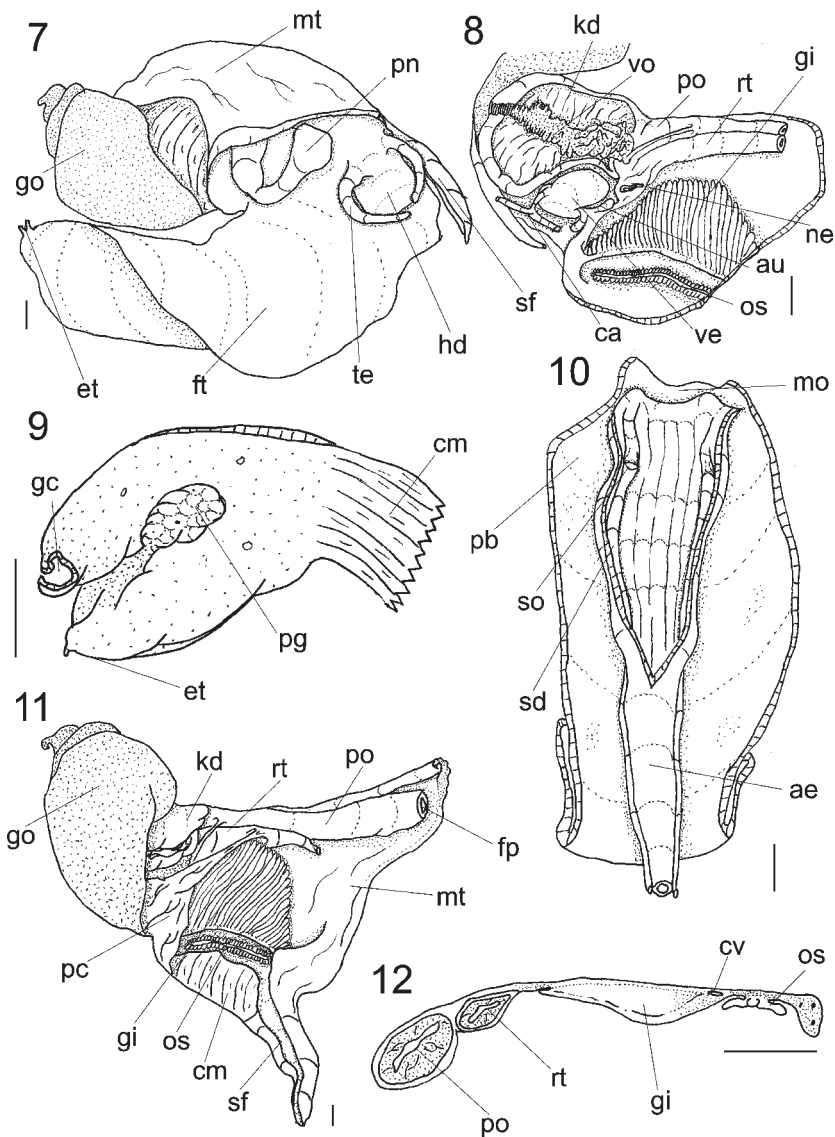 7
mt
pn
go
et
ft
te
hd
sf
8
kd
vo
po
rt
gi
ne
au
os
ve
ca
sf
9
gc
cm
pg
et
10
mo
pb
so
sd
ae
11
go
kd
rt
po
fp
mt
pc
gi
os
cm
sf
12
cv
os
rt
gi
po